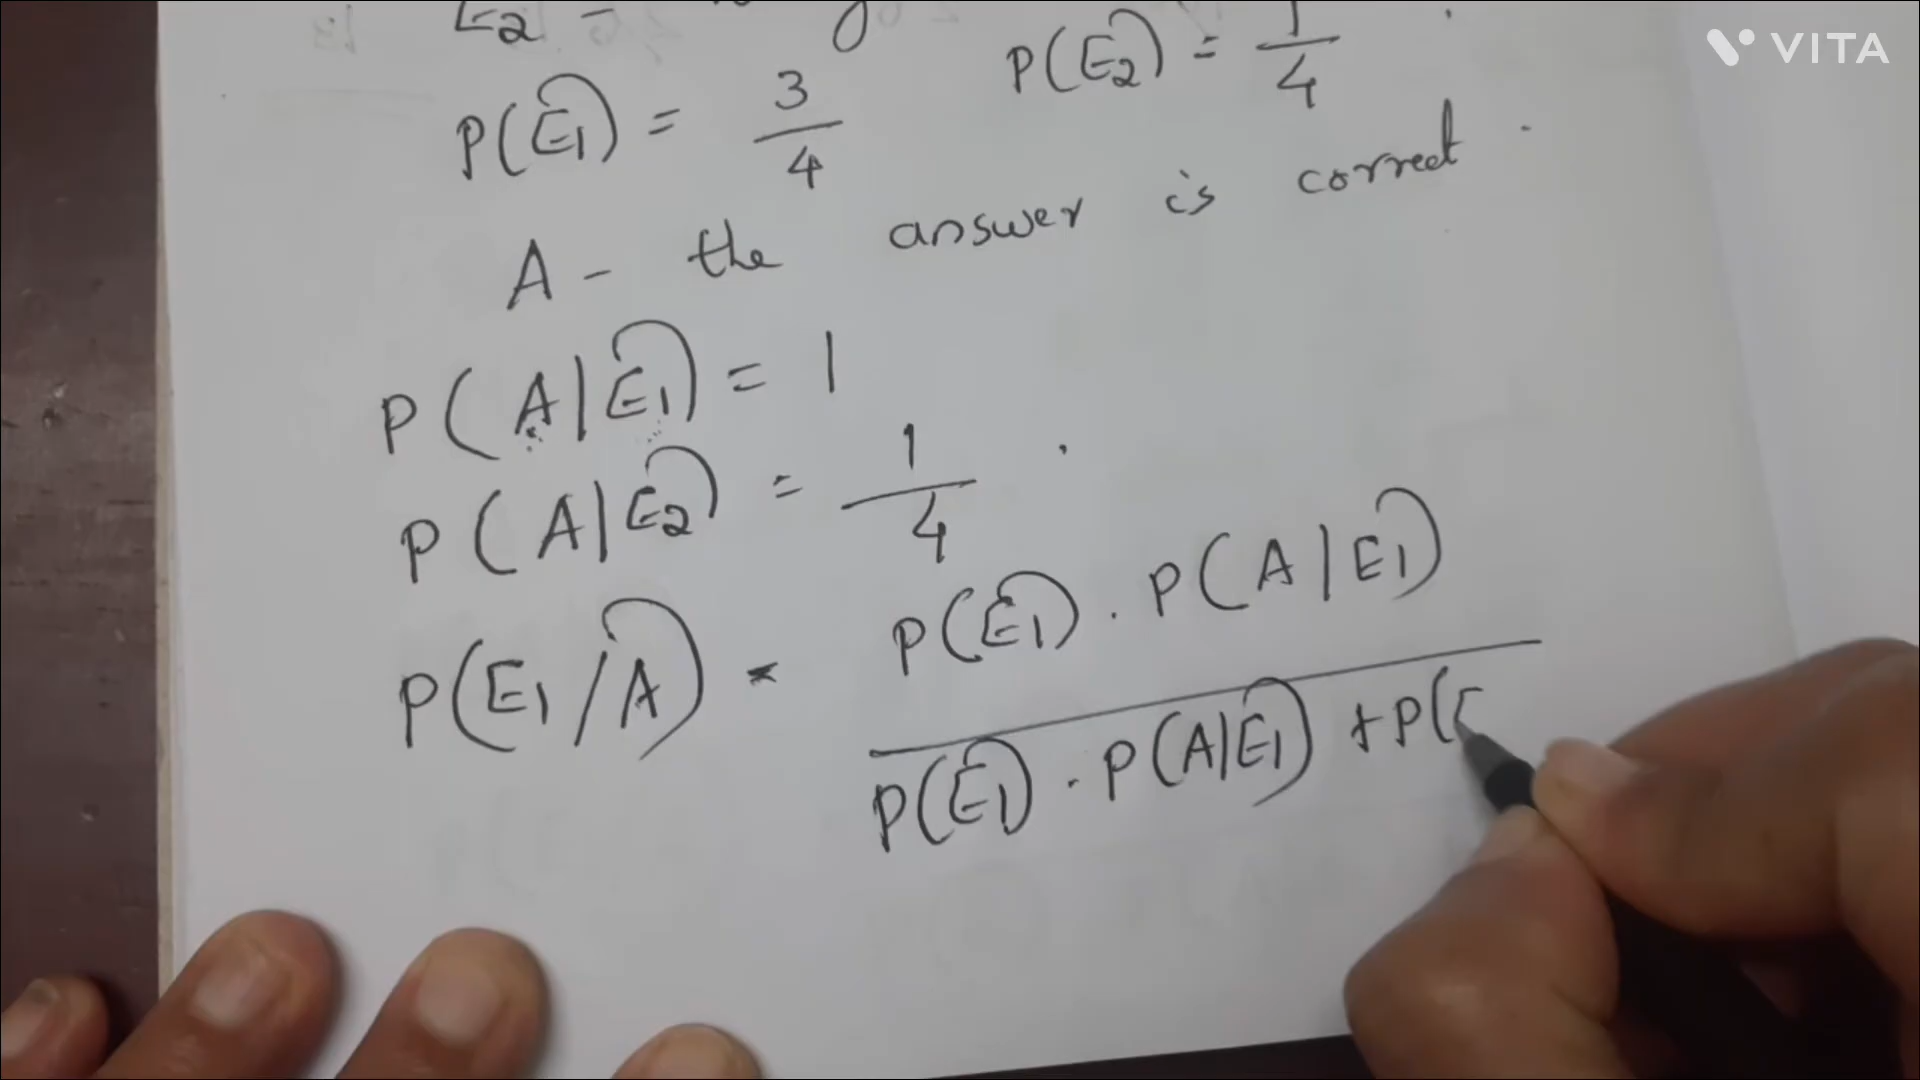 E2 -
VITA
P(E1) = 3/4 P(E2) = 1/4
A - the answer is correct.
P(A|E1) = 1
P(A|E2) = 1/4 .
P(E1/A) = P(E1) . P(A|E1)
P(E1) . P(A|E1) + P(